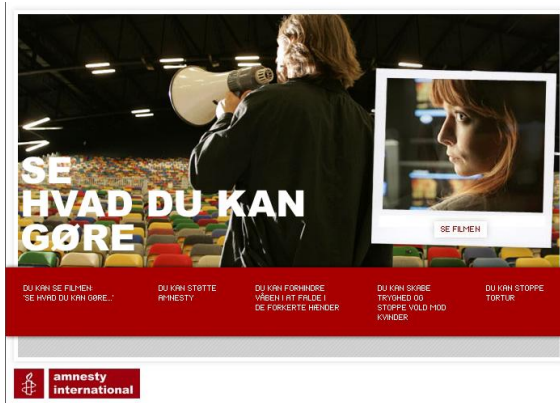 SE
HVAD DU KAN
GØRE
SE FILMEN
DU KAN SE FILMEN:
'SE HVAD DU KAN GØRE...'
DU KAN STØTTE
AMNESTY
DU KAN FORHINDRE
VÅBEN I AT FALDE I
DE FORKERTE HÆNDER
DU KAN SKABE
TRYGHED OG
STOPPE VOLD MOD
KVINDER
DU KAN STOPPE
TORTUR
amnesty
international